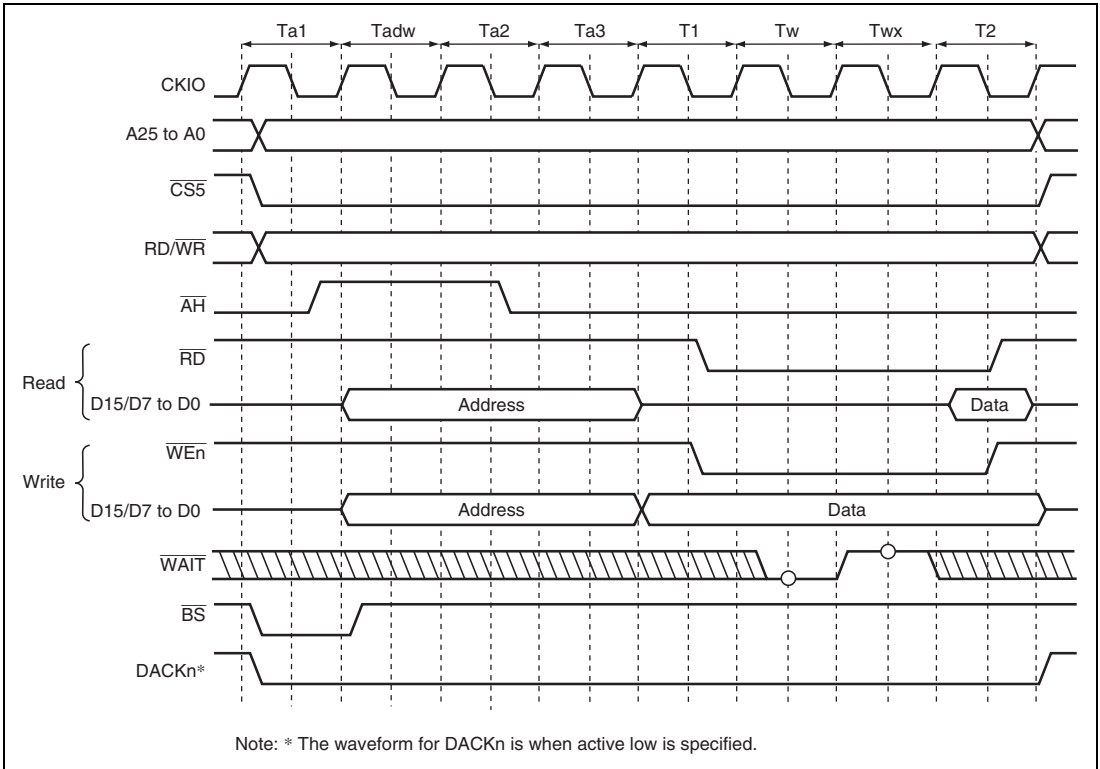 Ta1 Tadw Ta2 Ta3 T1 Tw Twx T2
CKIO
A25 to A0
CS5
RD/WR
AH
RD
Read
D15/D7 to D0 Address Data
WEn
Write
D15/D7 to D0 Address Data
WAIT
BS
DACKn*
Note: * The waveform for DACKn is when active low is specified.